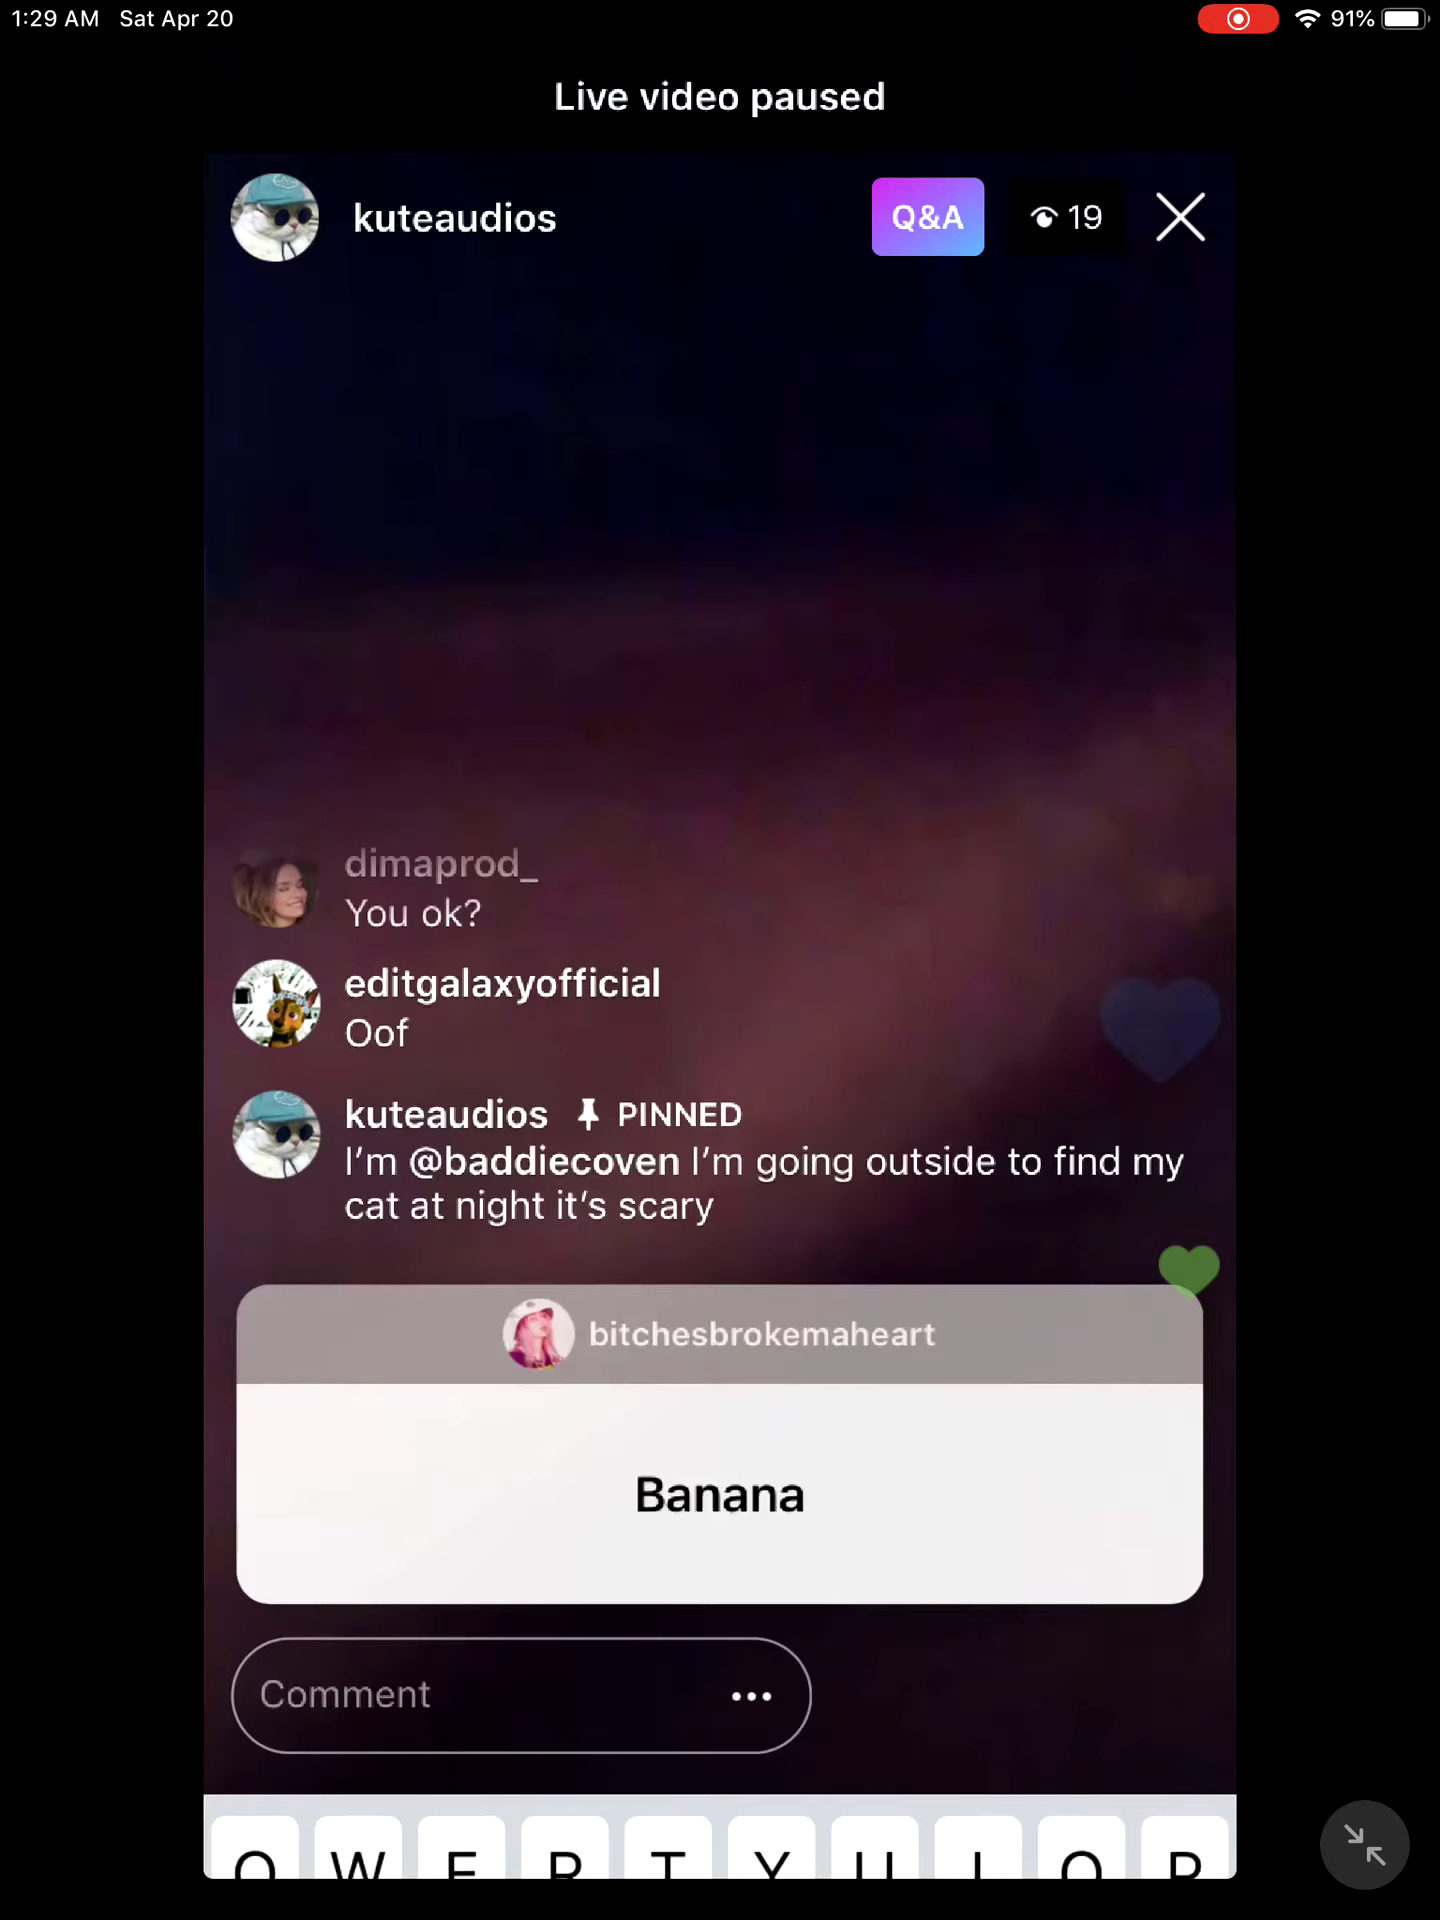 1:29 AM Sat Apr 20
91%
Live video paused
kuteaudios
Q&A
19
dimaprod_
You ok?
editgalaxyofficial
Oof
kuteaudios PINNED
I’m @baddiecoven I’m going outside to find my
cat at night it’s scary
bitchesbrokemaheart
Banana
Comment
Q W E R T Y U I O P